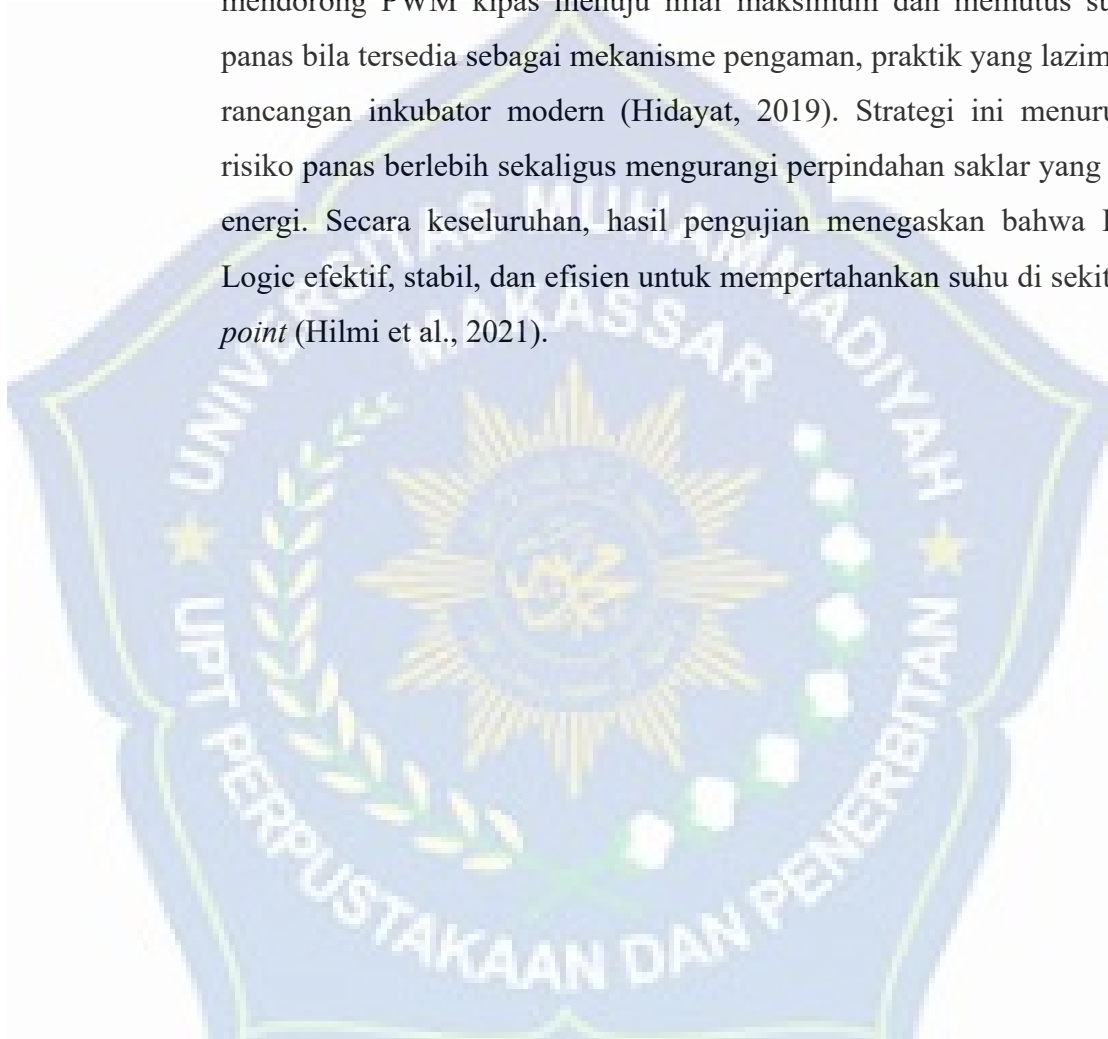 mendorong PWM kipas menuju nilai maksimum dan memutus su
panas bila tersedia sebagai mekanisme pengaman, praktik yang lazim
rancangan inkubator modern (Hidayat, 2019). Strategi ini menuru
risiko panas berlebih sekaligus mengurangi perpindahan saklar yang
energi. Secara keseluruhan, hasil pengujian menegaskan bahwa
Logic efektif, stabil, dan efisien untuk mempertahankan suhu di sekit
point (Hilmi et al., 2021).
UNIVERSITAS MUHAMMADIYAH
MAKASSAR
UPT PERPUSTAKAAN DAN PENERBITAN